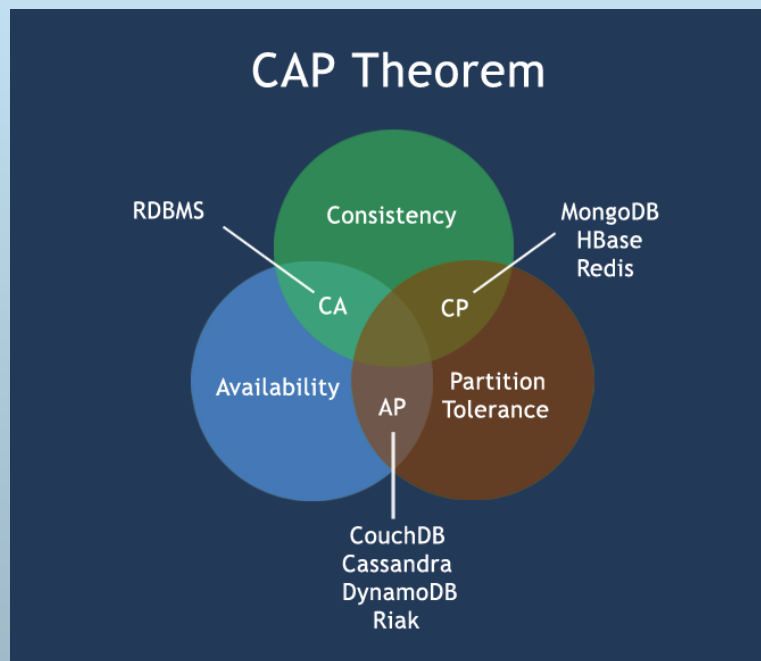 CAP Theorem
RDBMS
Consistency
MongoDB
HBase
Redis
CA
CP
Availability
Partition
Tolerance
AP
CouchDB
Cassandra
DynamoDB
Riak